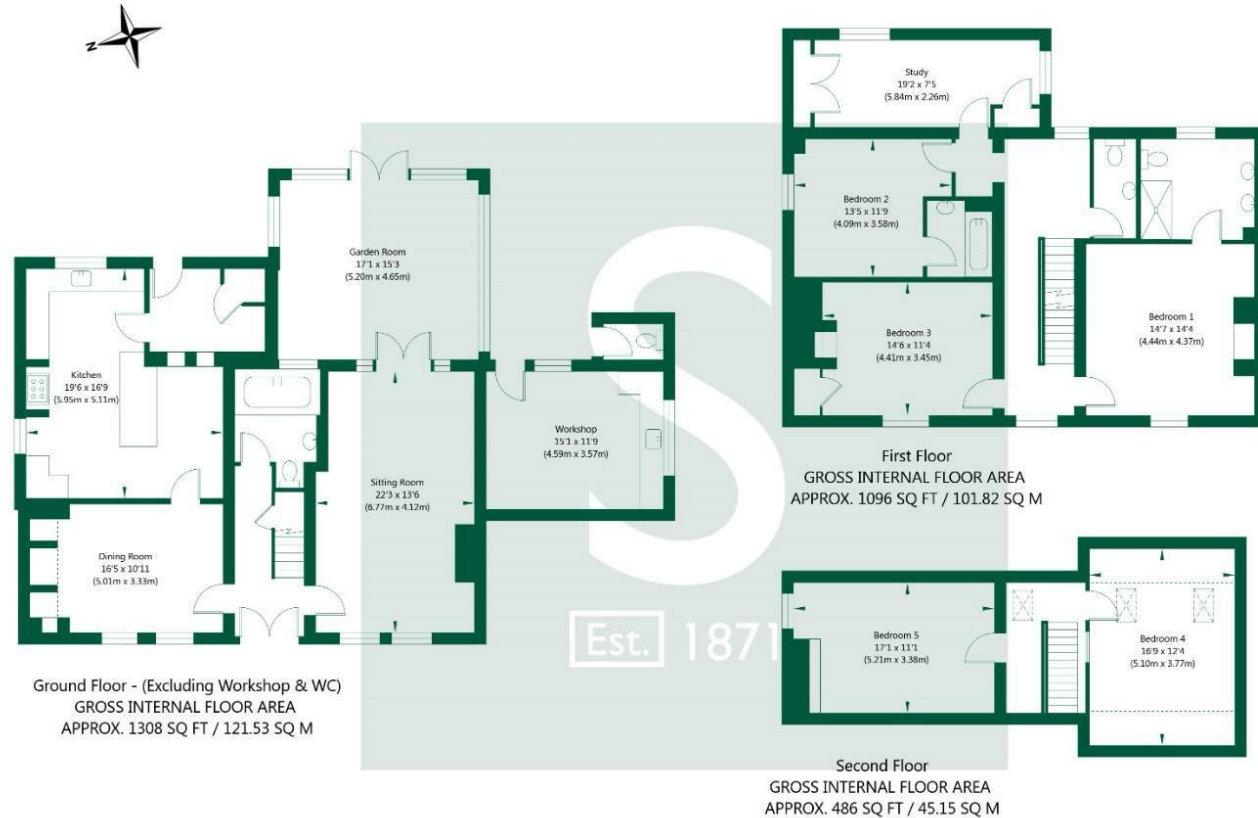 N
Study
19'2 x 7'5
(5.84m x 2.26m)
Bedroom 2
13'5 x 11'9
(4.09m x 3.58m)
Bedroom 3
14'6 x 11'4
(4.41m x 3.45m)
Bedroom 1
14'7 x 14'4
(4.44m x 4.37m)
First Floor
GROSS INTERNAL FLOOR AREA
APPROX. 1096 SQ FT / 101.82 SQ M
Garden Room
17'1 x 15'3
(5.20m x 4.65m)
Kitchen
19'6 x 16'9
(5.95m x 5.11m)
Workshop
15'1 x 11'9
(4.59m x 3.57m)
Sitting Room
22'3 x 13'6
(6.77m x 4.12m)
Dining Room
16'5 x 10'11
(5.01m x 3.33m)
Ground Floor - (Excluding Workshop & WC)
GROSS INTERNAL FLOOR AREA
APPROX. 1308 SQ FT / 121.53 SQ M
S
Est. 1871
Bedroom 5
17'1 x 11'1
(5.21m x 3.38m)
Bedroom 4
16'9 x 12'4
(5.10m x 3.77m)
Second Floor
GROSS INTERNAL FLOOR AREA
APPROX. 486 SQ FT / 45.15 SQ M